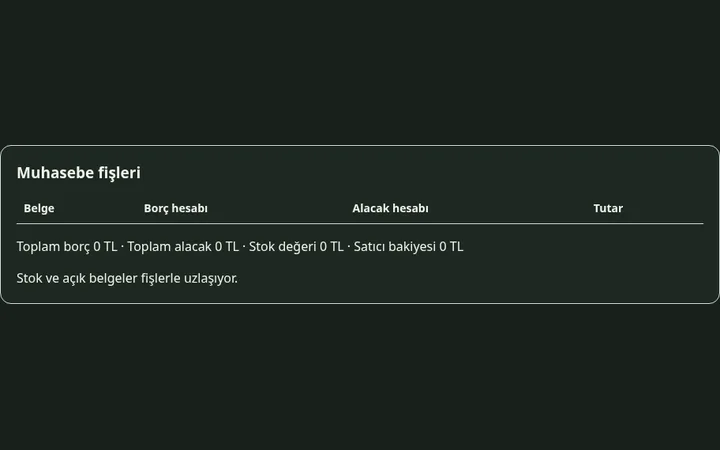 Muhasebe fişleri
Belge Borç hesabı Alacak hesabı Tutar
Toplam borç 0 TL · Toplam alacak 0 TL · Stok değeri 0 TL · Satıcı bakiyesi 0 TL
Stok ve açık belgeler fişlerle uzlaşıyor.